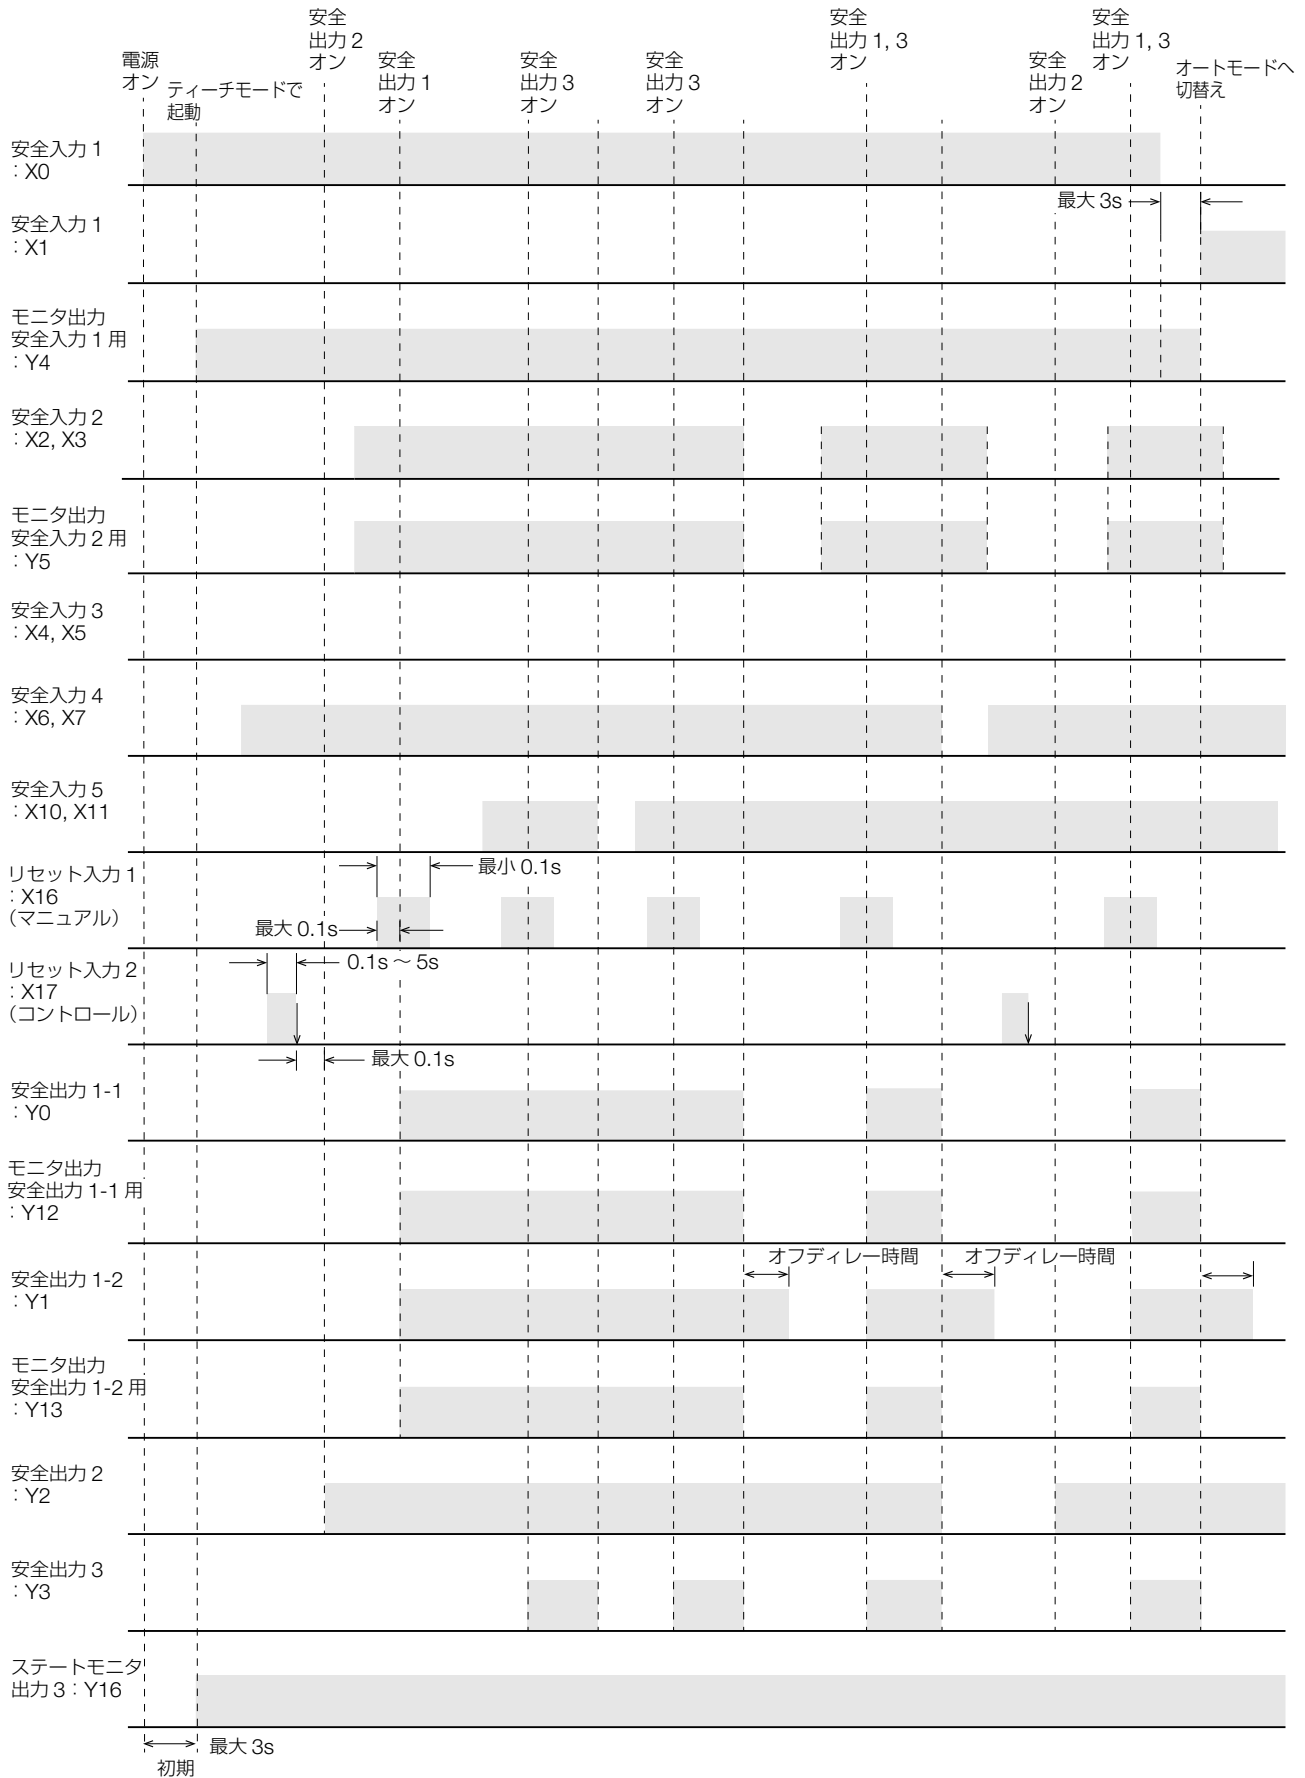 電源
オン
ティーチモードで
起動
安全
出力 2
オン
安全
出力 1
オン
安全
出力 3
オン
安全
出力 3
オン
安全
出力 1, 3
オン
安全
出力 2
オン
安全
出力 1, 3
オン
オートモードへ
切替え
安全入力 1
：X0
最大 3s
安全入力 1
：X1
モニタ出力
安全入力 1 用
：Y4
安全入力 2
：X2, X3
モニタ出力
安全入力 2 用
：Y5
安全入力 3
：X4, X5
安全入力 4
：X6, X7
安全入力 5
：X10, X11
リセット入力 1
：X16
（マニュアル）
最小 0.1s
最大 0.1s
リセット入力 2
：X17
（コントロール）
0.1s ～ 5s
最大 0.1s
安全出力 1-1
：Y0
モニタ出力
安全出力 1-1 用
：Y12
オフディレー時間
オフディレー時間
安全出力 1-2
：Y1
モニタ出力
安全出力 1-2 用
：Y13
安全出力 2
：Y2
安全出力 3
：Y3
ステートモニタ
出力 3：Y16
最大 3s
初期